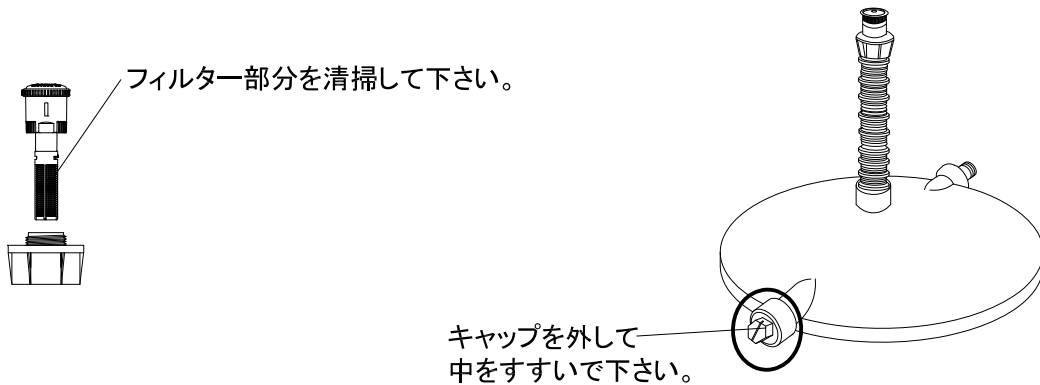 フィルター部分を清掃して下さい。
キャップを外して
中をすすいで下さい。